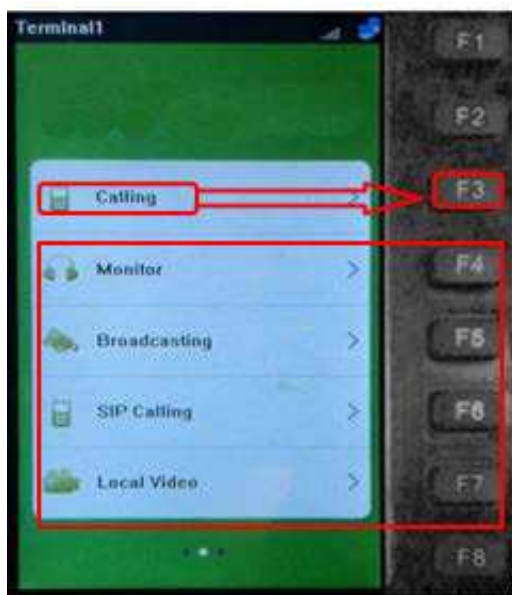 Terminal1
F1
F2
Calling
F3
Monitor
F4
Broadcasting
F5
SIP Calling
F6
Local Video
F7
F8